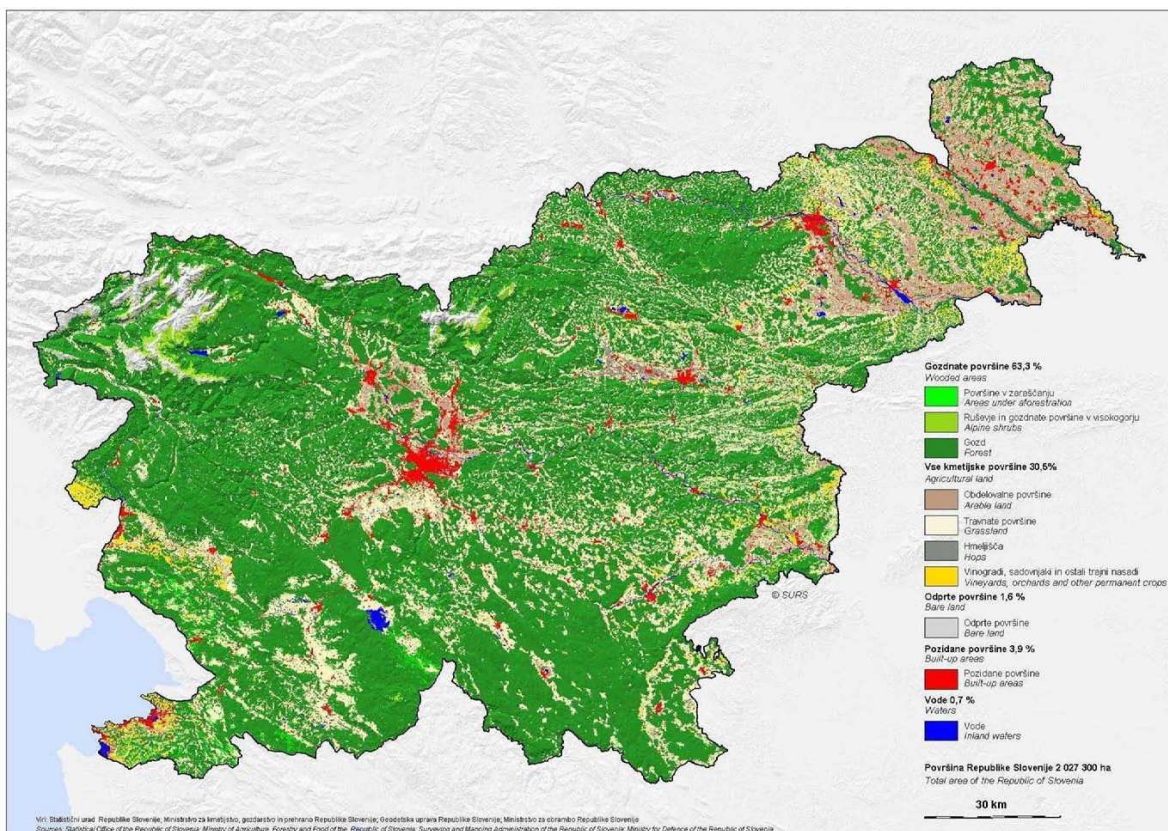 Gozdnate površine 63,3 %
Wooded areas
Površine v zaraščanju
Areas under aforestration
Ruševje in gozdnate površine v visokogorju
Alpine shrubs
Gozd
Forest
Vse kmetijske površine 30,5%
Agricultural land
Obdelovalne površine
Arable land
Travnate površine
Grassland
Hmeljišča
Hops
Vinogradi, sadovnjaki in ostali trajni nasadi
Vineyards, orchards and other permanent crops
© SURS
Odprte površine 1,6 %
Bare land
Odprte površine
Bare land
Pozidane površine 3,9 %
Built-up areas
Pozidane površine
Built-up areas
Vode 0,7 %
Waters
Vode
Inland waters
Površina Republike Slovenije 2 027 300 ha
Total area of the Republic of Slovenia
30 km
Viri: Statistični urad Republike Slovenije; Ministrstvo za kmetijstvo, gozdarstvo in prehrano Republike Slovenije; Geodetska uprava Republike Slovenije; Ministrstvo za obrambo Republike Slovenije
Sources: Statistical Office of the Republic of Slovenia; Ministry of Agriculture, Forestry and Food of the Republic of Slovenia; Surveying and Mapping Administration of the Republic of Slovenia; Ministry for Defence of the Republic of Slovenia